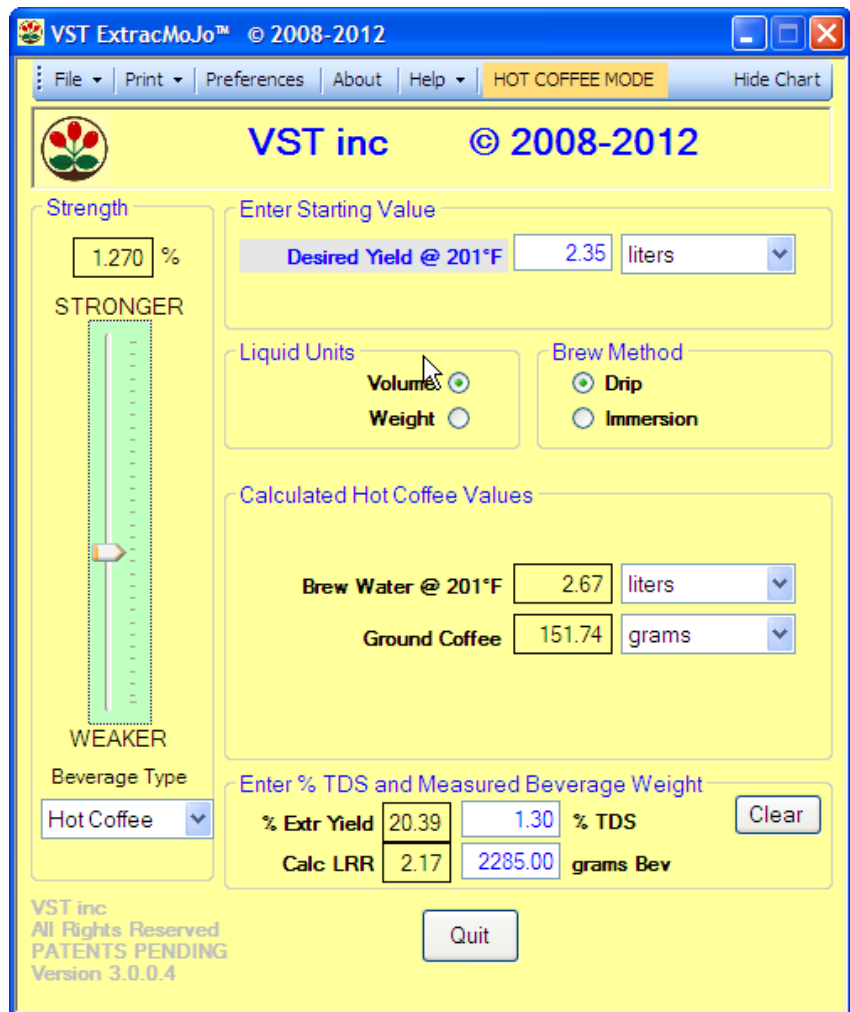 VST ExtracMoJo™ © 2008-2012
File Print Preferences About Help HOT COFFEE MODE Hide Chart
VST inc © 2008-2012
Strength
1.270 %
STRONGER
WEAKER
Beverage Type
Hot Coffee
Enter Starting Value
Desired Yield @ 201°F 2.35 liters
Liquid Units
Volume
Weight
Brew Method
Drip
Immersion
Calculated Hot Coffee Values
Brew Water @ 201°F 2.67 liters
Ground Coffee 151.74 grams
Enter % TDS and Measured Beverage Weight
% Extr Yield 20.39 1.30 % TDS
Calc LRR 2.17 2285.00 grams Bev
Clear
VST inc
All Rights Reserved
PATENTS PENDING
Version 3.0.0.4
Quit